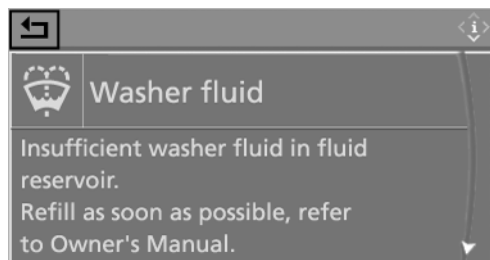 Washer fluid
Insufficient washer fluid in fluid
reservoir.
Refill as soon as possible, refer
to Owner's Manual.